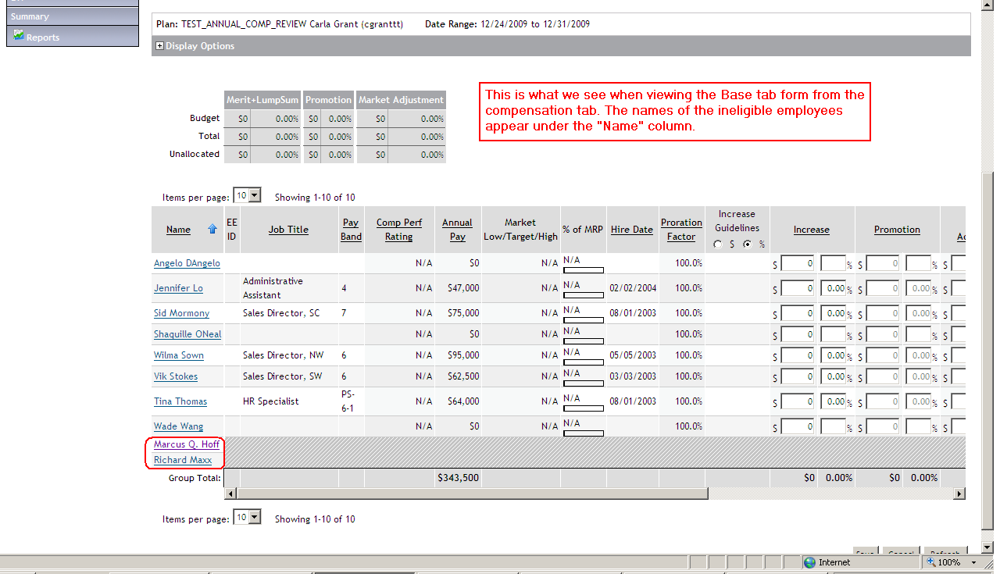 Summary
Reports
Plan: TEST_ANNUAL_COMP_REVIEW Carla Grant (cgranttt) Date Range: 12/24/2009 to 12/31/2009
Display Options
This is what we see when viewing the Base tab form from the
compensation tab. The names of the ineligible employees
appear under the "Name" column.
Merit+LumpSum Promotion Market Adjustment
Budget $0 0.00% $0 0.00% $0 0.00%
Total $0 0.00% $0 0.00% $0 0.00%
Unallocated $0 0.00% $0 0.00% $0 0.00%
Items per page: 10 Showing 1-10 of 10
Name EE ID Job Title Pay Band Comp Perf Rating Annual Pay Market Low/Target/High % of MRP Hire Date Proration Factor Increase Guidelines $ % Increase Promotion
Angelo DAngelo N/A $0 N/A N/A 100.0% $ 0 % $ 0 % $
Jennifer Lo Administrative Assistant 4 N/A $47,000 N/A N/A 02/02/2004 100.0% $ 0 0.00 % $ 0 0.00 % $
Sid Mormony Sales Director, SC 7 N/A $75,000 N/A N/A 08/01/2003 100.0% $ 0 0.00 % $ 0 0.00 % $
Shaquille ONeal N/A $0 N/A N/A 100.0% $ 0 % $ 0 % $
Wilma Sown Sales Director, NW 6 N/A $95,000 N/A N/A 05/05/2003 100.0% $ 0 0.00 % $ 0 0.00 % $
Vik Stokes Sales Director, SW 6 N/A $62,500 N/A N/A 03/03/2003 100.0% $ 0 0.00 % $ 0 0.00 % $
Tina Thomas HR Specialist PS-6-1 N/A $64,000 N/A N/A 08/01/2003 100.0% $ 0 0.00 % $ 0 0.00 % $
Wade Wang N/A $0 N/A N/A 100.0% $ 0 % $ 0 % $
Marcus Q. Hoff
Richard Maxx
Group Total: $343,500 $0 0.00% $0 0.00%
Items per page: 10 Showing 1-10 of 10
Save Cancel Refresh
Internet 100%